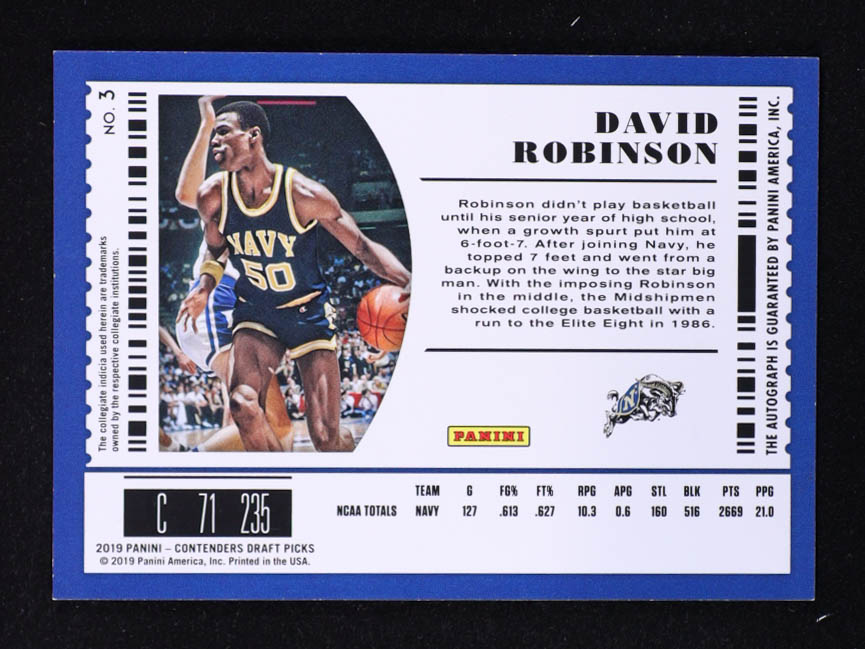 NO. 3
The collegiate indicia used herein are trademarks
owned by the respective collegiate institutions.
NAVY
50
DAVID
ROBINSON
Robinson didn't play basketball
until his senior year of high school,
when a growth spurt put him at
6-foot-7. After joining Navy, he
topped 7 feet and went from a
backup on the wing to the star big
man. With the imposing Robinson
in the middle, the Midshipmen
shocked college basketball with a
run to the Elite Eight in 1986.
PANINI
N
THE AUTOGRAPH IS GUARANTEED BY PANINI AMERICA, INC.
C 71 235
2019 PANINI – CONTENDERS DRAFT PICKS
© 2019 Panini America, Inc. Printed in the USA.
TEAM G FG% FT% RPG APG STL BLK PTS PPG
NCAA TOTALS NAVY 127 .613 .627 10.3 0.6 160 516 2669 21.0